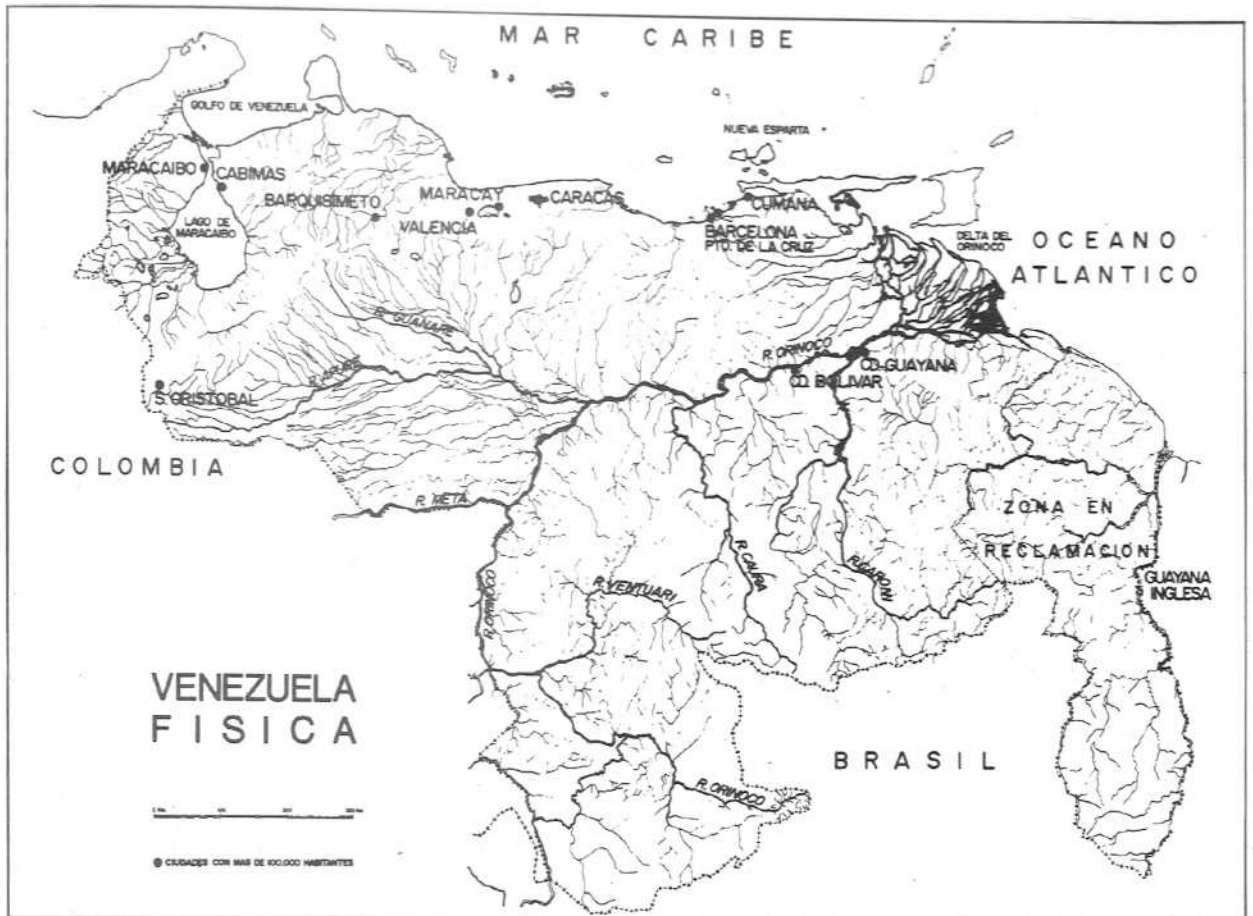 MAR CARIBE
GOLFO DE VENEZUELA
NUEVA ESPARTA
MARACAIBO
CABIMAS
BARQUISIMETO
MARACAY
CARACAS
CUMANA
VALENCIA
BARCELONA
PTO. DE LA CRUZ
LAGO DE
MARACAIBO
DELTA DEL
ORINOCO
OCEANO
ATLANTICO
R. GUANARE
R. APURE
R. ORINOCO
CD. GUAYANA
CD. BOLIVAR
S. CRISTOBAL
COLOMBIA
R. META
ZONA EN
RECLAMACION
R. CAURA
R. CARONI
GUAYANA
INGLESA
R. ORINOCO
R. VENTUARI
VENEZUELA
FISICA
BRASIL
R. ORINOCO
CIUDADES CON MAS DE 100,000 HABITANTES